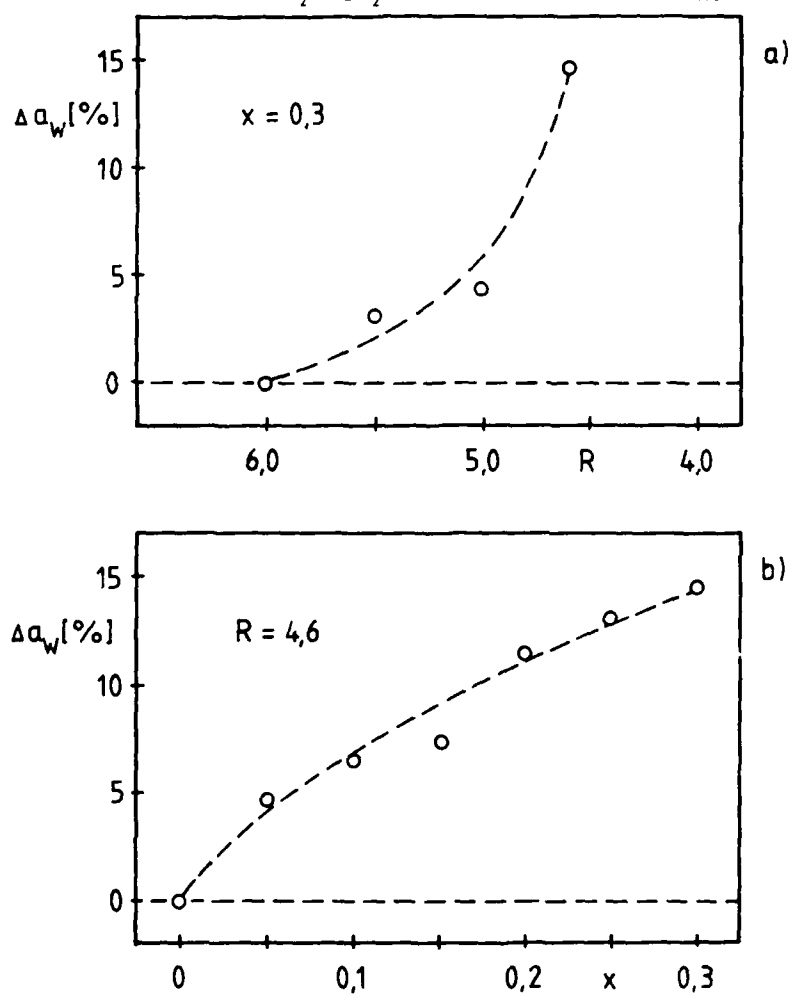 a)
15
Δa_w[%]
x = 0,3
10
5
0
6,0 5,0 R 4,0
b)
15
Δa_w[%]
R = 4,6
10
5
0
0 0,1 0,2 x 0,3